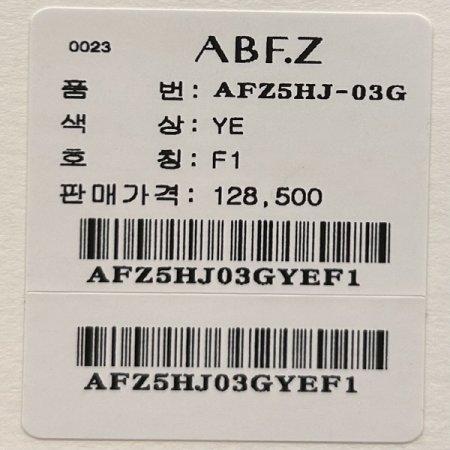 0023 ABF.Z
품 번: AFZ5HJ-03G
색 상: YE
호 칭: F1
판매가격: 128,500
AFZ5HJ03GYEF1
AFZ5HJ03GYEF1